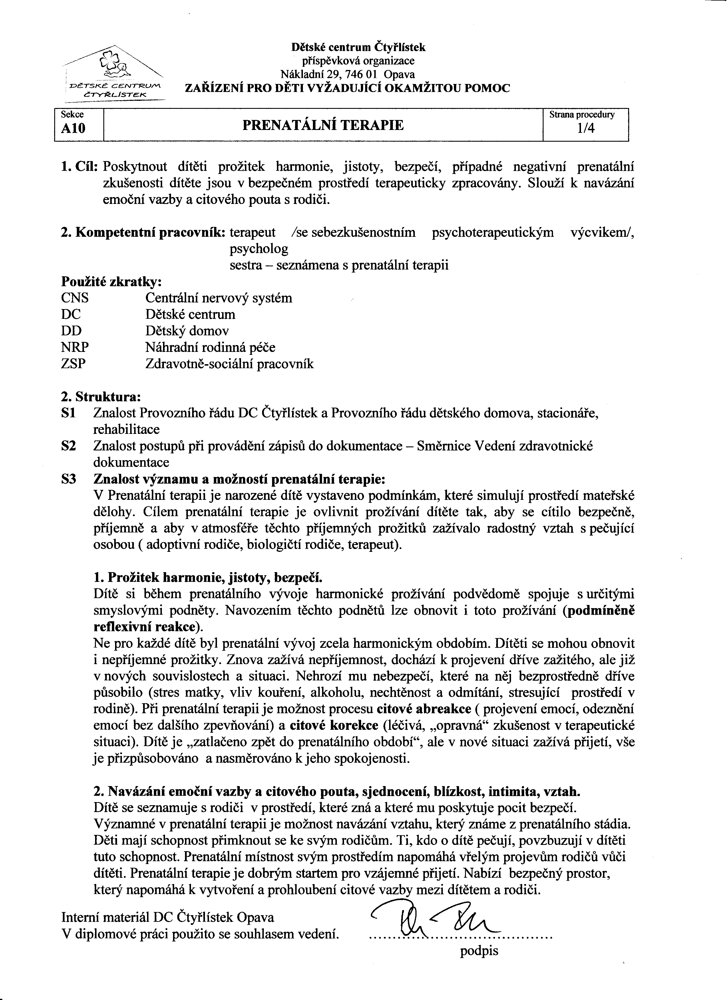 Dětské centrum Čtyřlístek
příspěvková organizace
Nákladní 29, 746 01 Opava
ZAŘÍZENÍ PRO DĚTI VYŽADUJÍCÍ OKAMŽITOU POMOC
DĚTSKÉ CENTRUM
ČTYŘLÍSTEK
Sekce
A10
PRENATÁLNÍ TERAPIE
Strana procedury
1/4
1. Cíl: Poskytnout dítěti prožitek harmonie, jistoty, bezpečí, případné negativní prenatální
zkušenosti dítěte jsou v bezpečném prostředí terapeuticky zpracovány. Slouží k navázání
emoční vazby a citového pouta s rodiči.
2. Kompetentní pracovník: terapeut /se sebezkušenostním psychoterapeutickým výcvikem/,
psycholog
sestra – seznámena s prenatální terapii
Použité zkratky:
CNS Centrální nervový systém
DC Dětské centrum
DD Dětský domov
NRP Náhradní rodinná péče
ZSP Zdravotně-sociální pracovník
2. Struktura:
S1 Znalost Provozního řádu DC Čtyřlístek a Provozního řádu dětského domova, stacionáře,
rehabilitace
S2 Znalost postupů při provádění zápisů do dokumentace – Směrnice Vedení zdravotnické
dokumentace
S3 Znalost významu a možností prenatální terapie:
V Prenatální terapii je narozené dítě vystaveno podmínkám, které simulují prostředí mateřské
dělohy. Cílem prenatální terapie je ovlivnit prožívání dítěte tak, aby se cítilo bezpečně,
příjemně a aby v atmosféře těchto příjemných prožitků zažívalo radostný vztah s pečující
osobou ( adoptivní rodiče, biologičtí rodiče, terapeut).
1. Prožitek harmonie, jistoty, bezpečí.
Dítě si během prenatálního vývoje harmonické prožívání podvědomě spojuje s určitými
smyslovými podněty. Navozením těchto podnětů lze obnovit i toto prožívání (podmíněně
reflexivní reakce).
Ne pro každé dítě byl prenatální vývoj zcela harmonickým obdobím. Dítěti se mohou obnovit
i nepříjemné prožitky. Znova zažívá nepříjemnost, dochází k projevení dříve zažitého, ale již
v nových souvislostech a situaci. Nehrozí mu nebezpečí, které na něj bezprostředně dříve
působilo (stres matky, vliv kouření, alkoholu, nechtěnost a odmítání, stresující prostředí v
rodině). Při prenatální terapii je možnost procesu citové abreakce ( projevení emocí, odeznění
emocí bez dalšího zpevňování) a citové korekce (léčivá, „opravná“ zkušenost v terapeutické
situaci). Dítě je „zatlačeno zpět do prenatálního období“, ale v nové situaci zažívá přijetí, vše
je přizpůsobováno a nasměrováno k jeho spokojenosti.
2. Navázání emoční vazby a citového pouta, sjednocení, blízkost, intimita, vztah.
Dítě se seznamuje s rodiči v prostředí, které zná a které mu poskytuje pocit bezpečí.
Významné v prenatální terapii je možnost navázání vztahu, který známe z prenatálního stádia.
Děti mají schopnost přimknout se ke svým rodičům. Ti, kdo o dítě pečují, povzbuzují v dítěti
tuto schopnost. Prenatální místnost svým prostředím napomáhá vřelým projevům rodičů vůči
dítěti. Prenatální terapie je dobrým startem pro vzájemné přijetí. Nabízí bezpečný prostor,
který napomáhá k vytvoření a prohloubení citové vazby mezi dítětem a rodiči.
Interní materiál DC Čtyřlístek Opava
V diplomové práci použito se souhlasem vedení. ........................................
podpis